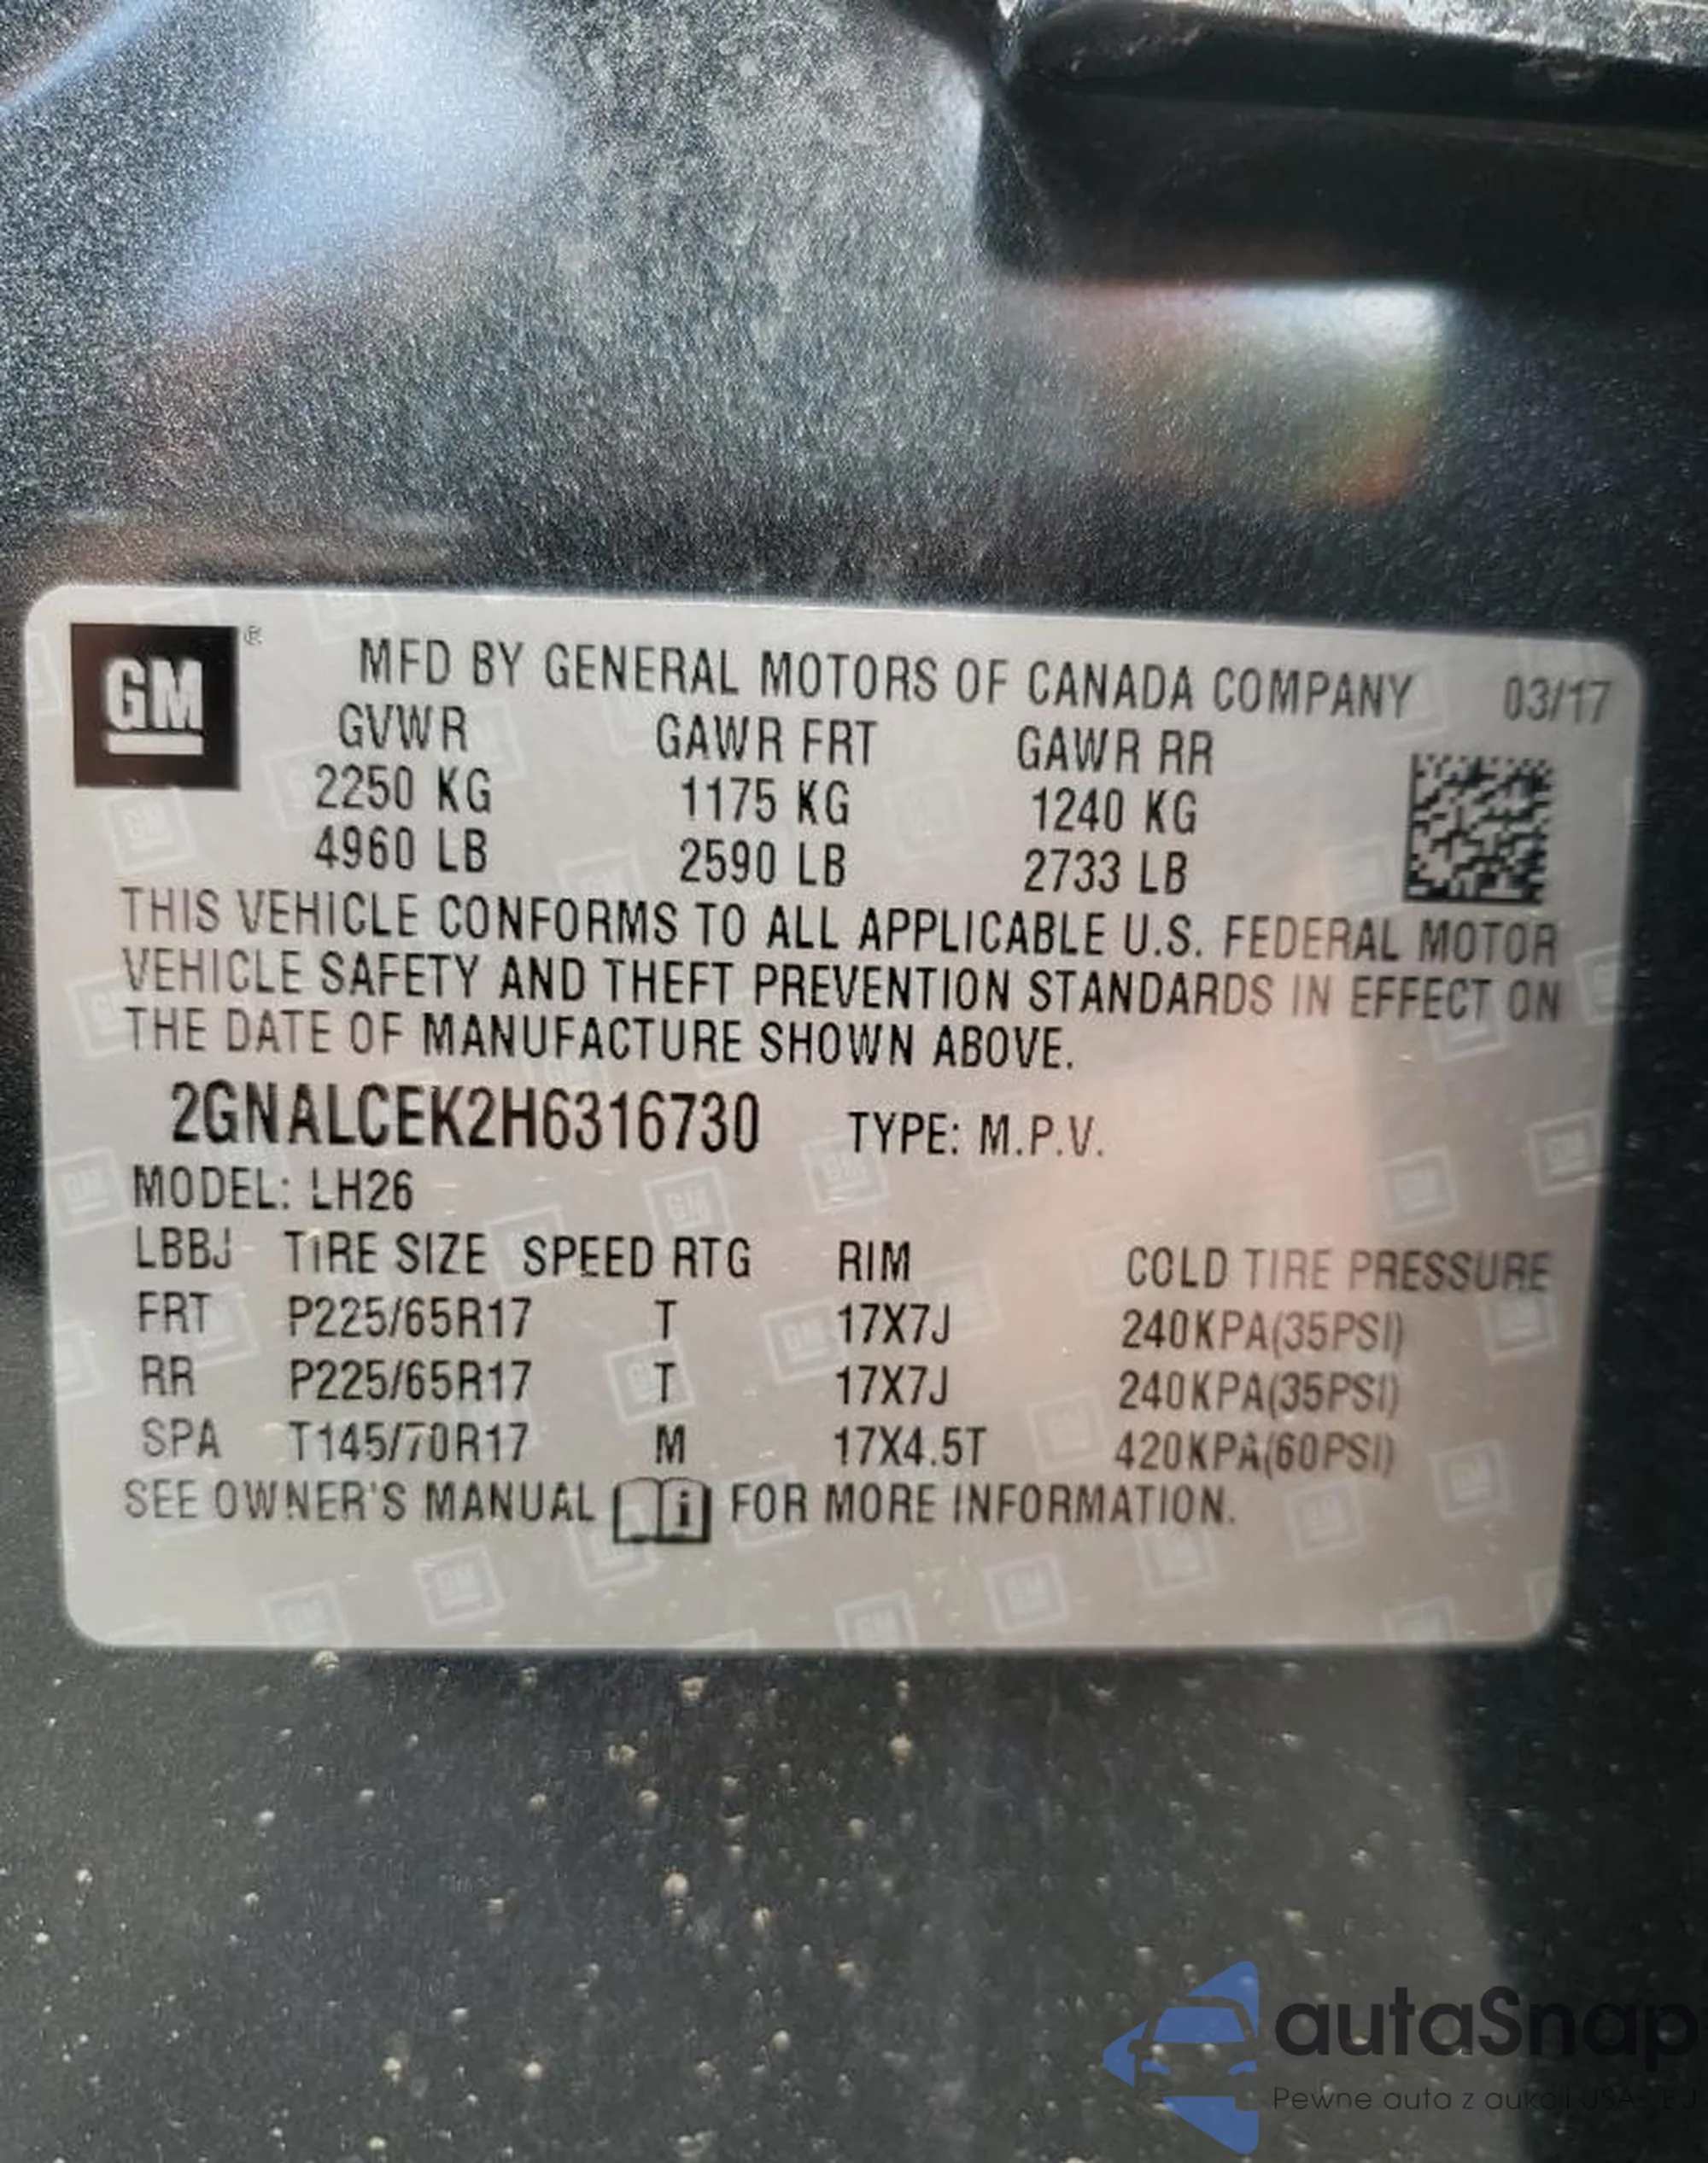 GM ®
MFD BY GENERAL MOTORS OF CANADA COMPANY 03/17
GVWR GAWR FRT GAWR RR
2250 KG 1175 KG 1240 KG
4960 LB 2590 LB 2733 LB
THIS VEHICLE CONFORMS TO ALL APPLICABLE U.S. FEDERAL MOTOR
VEHICLE SAFETY AND THEFT PREVENTION STANDARDS IN EFFECT ON
THE DATE OF MANUFACTURE SHOWN ABOVE.
2GNALCEK2H6316730 TYPE: M.P.V.
MODEL: LH26
LBBJ TIRE SIZE SPEED RTG RIM COLD TIRE PRESSURE
FRT P225/65R17 T 17X7J 240KPA(35PSI)
RR P225/65R17 T 17X7J 240KPA(35PSI)
SPA T145/70R17 M 17X4.5T 420KPA(60PSI)
SEE OWNER'S MANUAL i FOR MORE INFORMATION.
autaSnap
Pewne auta z aukcji USA